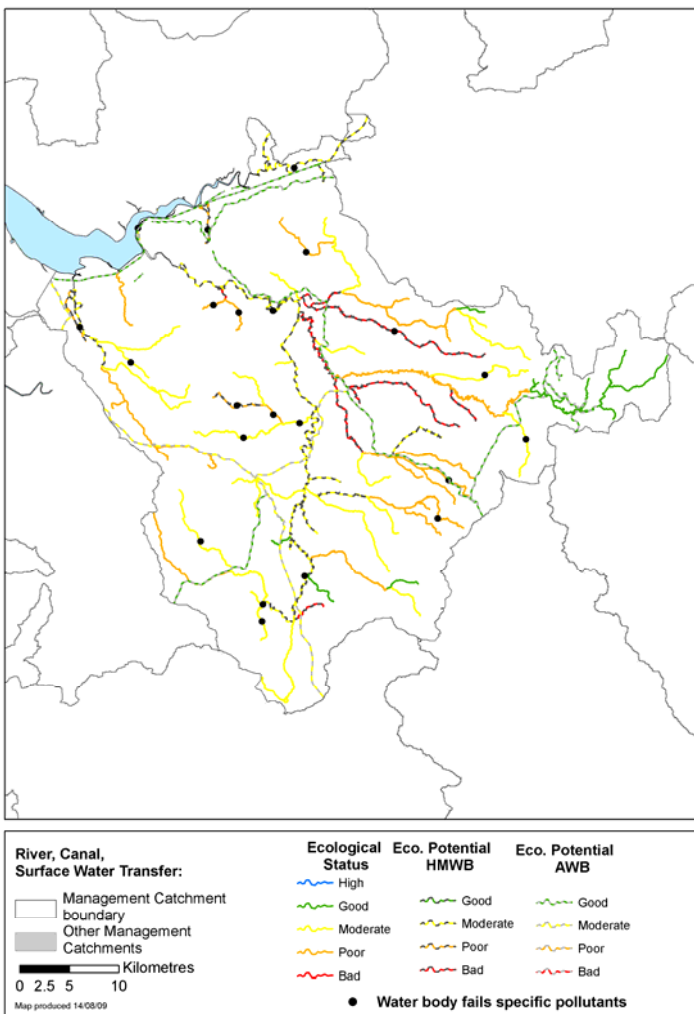 River, Canal,
Surface Water Transfer:
Management Catchment
boundary
Other Management
Catchments
Kilometres
0 2.5 5 10
Map produced 14/08/09
Ecological
Status
High
Good
Moderate
Poor
Bad
Eco. Potential
HMWB
Good
Moderate
Poor
Bad
Eco. Potential
AWB
Good
Moderate
Poor
Bad
Water body fails specific pollutants